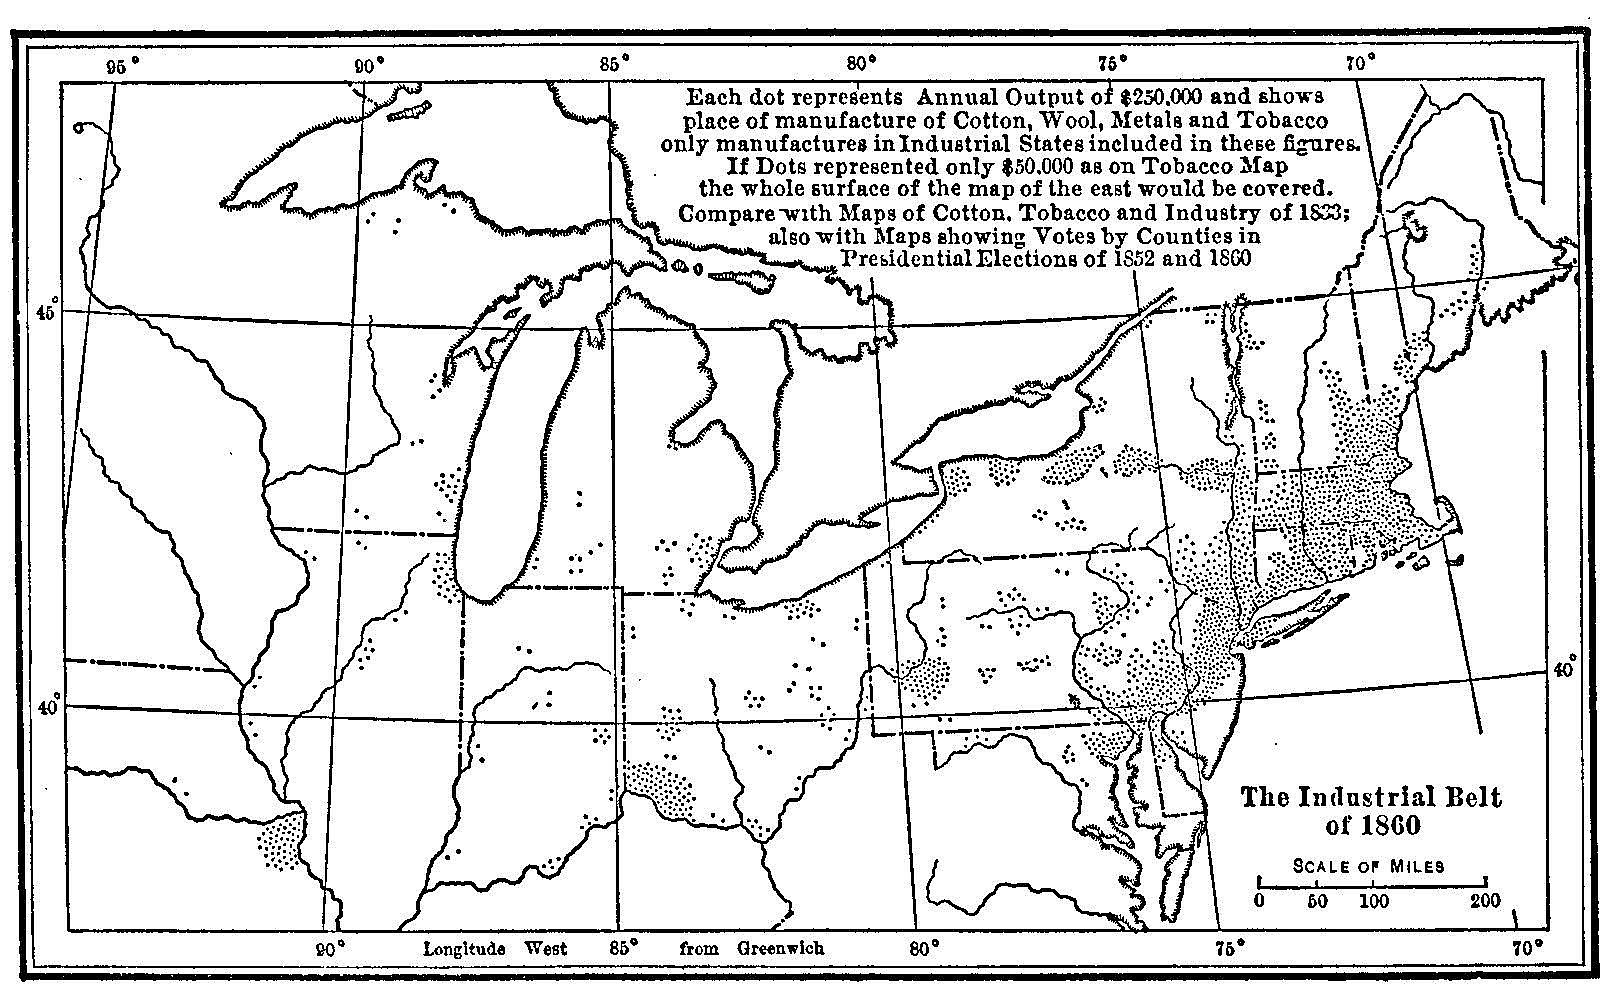 95° 90° 85° 80° 75° 70°
Each dot represents Annual Output of $250.000 and shows
place of manufacture of Cotton, Wool, Metals and Tobacco
only manufactures in Industrial States included in these figures.
If Dots represented only $50.000 as on Tobacco Map
the whole surface of the map of the east would be covered.
Compare with Maps of Cotton, Tobacco and Industry of 1833;
also with Maps showing Votes by Counties in
Presidential Elections of 1852 and 1860
45°
40°
40°
The Industrial Belt
of 1860
SCALE OF MILES
0 50 100 200
90° Longitude West 85° from Greenwich 80° 75° 70°